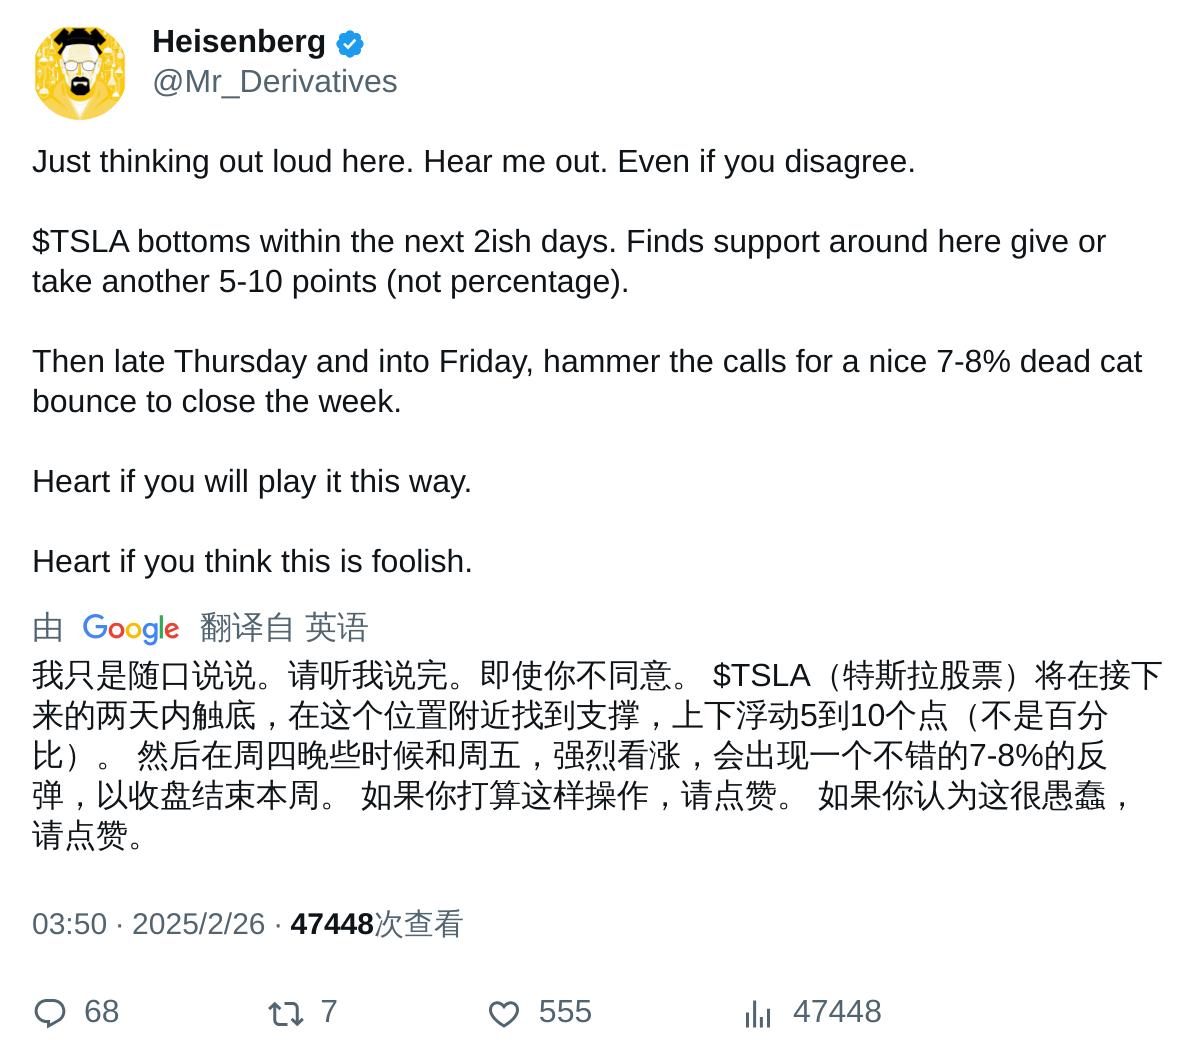 Heisenberg
@Mr_Derivatives
Just thinking out loud here. Hear me out. Even if you disagree.
$TSLA bottoms within the next 2ish days. Finds support around here give or
take another 5-10 points (not percentage).
Then late Thursday and into Friday, hammer the calls for a nice 7-8% dead cat
bounce to close the week.
Heart if you will play it this way.
Heart if you think this is foolish.
由 Google 翻译自 英语
我只是随口说说。请听我说完。即使你不同意。 $TSLA（特斯拉股票）将在接下
来的两天内触底，在这个位置附近找到支撑，上下浮动5到10个点（不是百分
比）。 然后在周四晚些时候和周五，强烈看涨，会出现一个不错的7-8%的反
弹，以收盘结束本周。 如果你打算这样操作，请点赞。 如果你认为这很愚蠢，
请点赞。
03:50 · 2025/2/26 · 47448次查看
68 7 555 47448